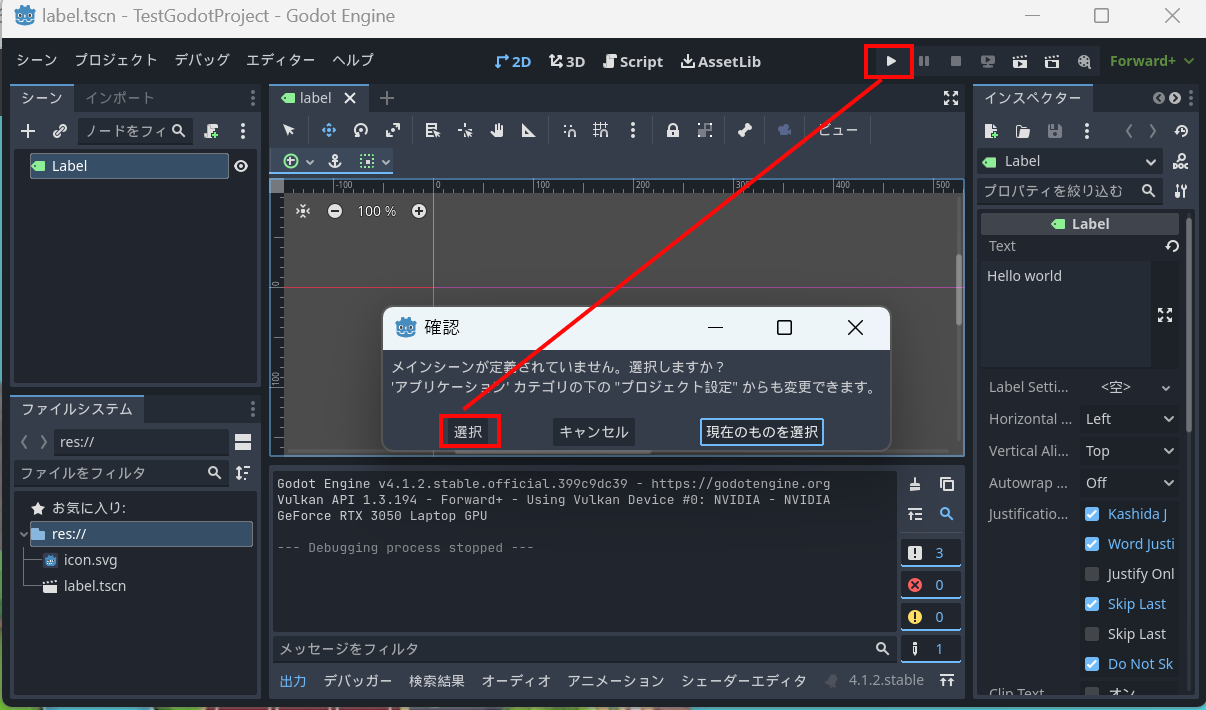 label.tscn - TestGodotProject - Godot Engine
シーン プロジェクト デバッグ エディター ヘルプ 2D 3D Script AssetLib Forward+
シーン インポート
ノードをフィ
Label
label
ビュー
-100 0 100 200 300 400 500
100 %
0
100
確認
メインシーンが定義されていません。選択しますか？
'アプリケーション' カテゴリの下の "プロジェクト設定" からも変更できます。
選択 キャンセル 現在のものを選択
ファイルシステム
res://
ファイルをフィルタ
お気に入り:
res://
icon.svg
label.tscn
Godot Engine v4.1.2.stable.official.399c9dc39 - https://godotengine.org
Vulkan API 1.3.194 - Forward+ - Using Vulkan Device #0: NVIDIA - NVIDIA
GeForce RTX 3050 Laptop GPU
--- Debugging process stopped ---
3
0
0
1
メッセージをフィルタ
出力 デバッガー 検索結果 オーディオ アニメーション シェーダーエディタ 4.1.2.stable
インスペクター
Label
プロパティを絞り込む
Label
Text
Hello world
Label Setti... <空>
Horizontal ... Left
Vertical Ali... Top
Autowrap ... Off
Justificatio... Kashida J
Word Justi
Justify Onl
Skip Last
Skip Last
Do Not Sk
Clip Text オン